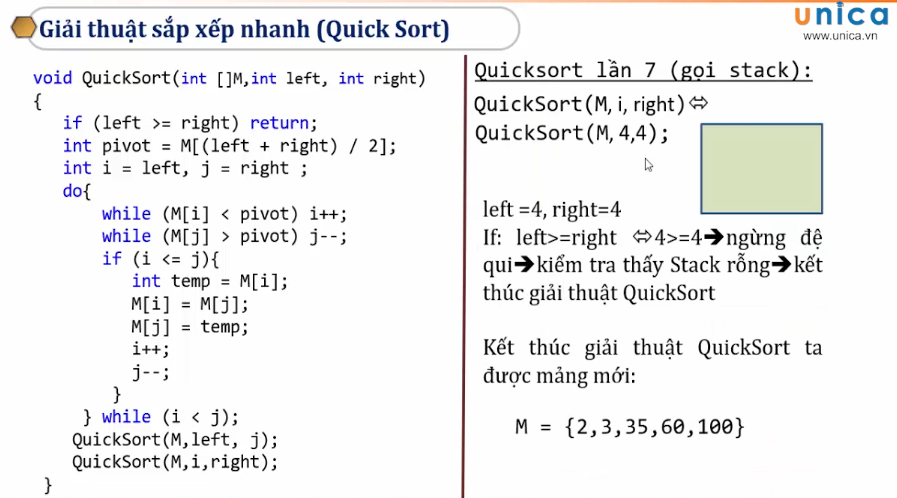 Giải thuật sắp xếp nhanh (Quick Sort)
unica
www.unica.vn
void QuickSort(int []M,int left, int right)
{
if (left >= right) return;
int pivot = M[(left + right) / 2];
int i = left, j = right ;
do{
while (M[i] < pivot) i++;
while (M[j] > pivot) j--;
if (i <= j){
int temp = M[i];
M[i] = M[j];
M[j] = temp;
i++;
j--;
}
} while (i < j);
QuickSort(M,left, j);
QuickSort(M,i,right);
}
Quicksort lần 7 (gọi stack):
QuickSort(M, i, right)⬄
QuickSort(M, 4,4);
left =4, right=4
If: left>=right ⬄4>=4➔ngừng đệ
qui➔kiểm tra thấy Stack rỗng➔kết
thúc giải thuật QuickSort
Kết thúc giải thuật QuickSort ta
được mảng mới:
M = {2,3,35,60,100}